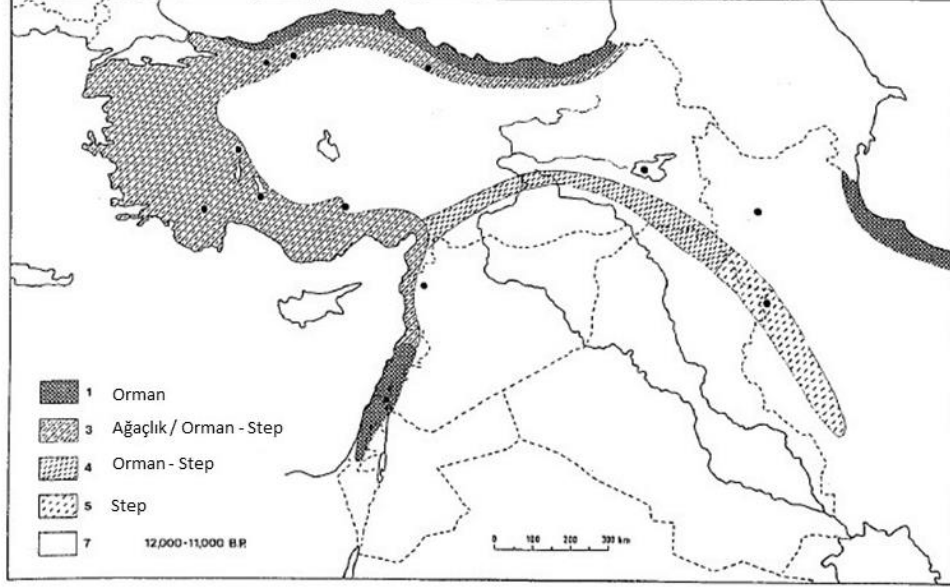 1 Orman
3 Ağaçlık / Orman - Step
4 Orman - Step
5 Step
7 12,000-11,000 B.P.
0 100 200 300 km